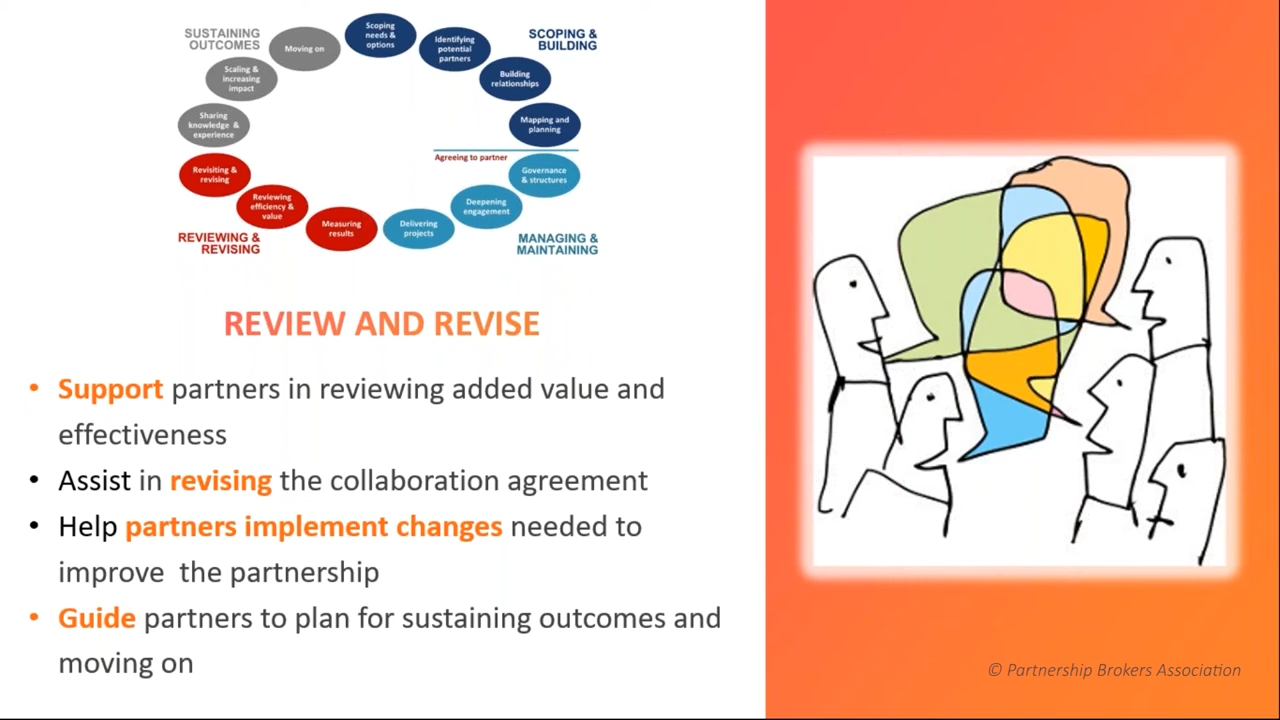 SUSTAINING
OUTCOMES
Moving on
Scoping
needs &
options
Identifying
potential
partners
SCOPING &
BUILDING
Scaling &
increasing
impact
Building
relationships
Sharing
knowledge &
experience
Mapping and
planning
Agreeing to partner
Revisiting &
revising
Governance
& structures
Reviewing
efficiency &
value
Deepening
engagement
Measuring
results
Delivering
projects
REVIEWING &
REVISING
MANAGING &
MAINTAINING
REVIEW AND REVISE
• Support partners in reviewing added value and
effectiveness
• Assist in revising the collaboration agreement
• Help partners implement changes needed to
improve the partnership
• Guide partners to plan for sustaining outcomes and
moving on
© Partnership Brokers Association